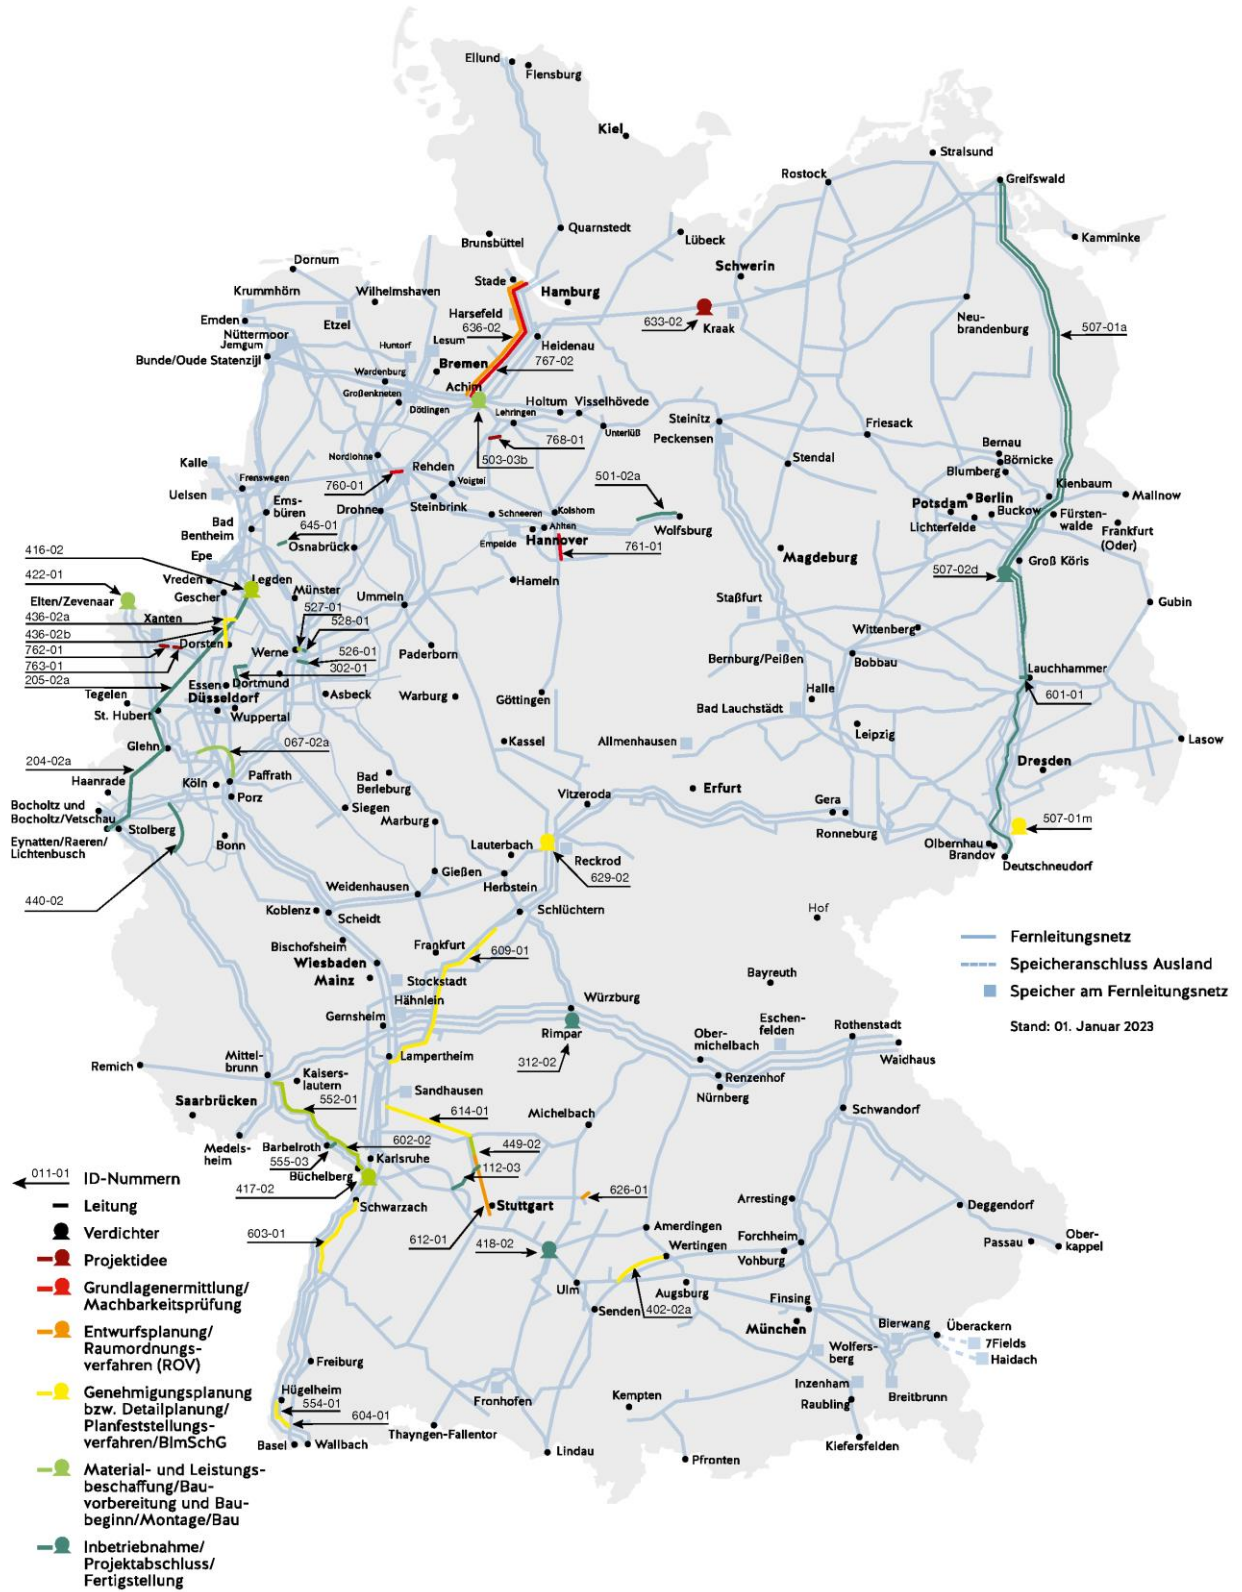 Ellund
Flensburg
Kiel
Stralsund
Rostock
Greifswald
Quarnstedt
Brunsbüttel
Lübeck
Kamminke
Dornum
Schwerin
Stade
Krummhörn
Wilhelmshaven
Hamburg
Harsefeld
Emden
Etzel
636-02
633-02
Kraak
Neu-
brandenburg
507-01a
Nüttermoor
Jemgum
Huntorf
Lesum
Heidenau
Bunde/Oude Statenzijl
Bremen
767-02
Wardenburg
Achim
Großenkneten
Dötlingen
Lehringen
Holtum
Visselhövede
Steinitz
Unterlüß
Peckensen
Friesack
768-01
503-03b
Bernau
Börnicke
Blumberg
Nordlohne
Rehden
Stendal
Kalle
Frenswegen
Voigtei
501-02a
Kienbaum
Mallnow
760-01
Uelsen
Ems-
büren
Steinbrink
Potsdam
Berlin
Buckow
Fürsten-
walde
Lichterfelde
Frankfurt
(Oder)
Drohne
Schneeren
Kolshorn
Wolfsburg
Bad
Bentheim
645-01
Ahlten
Hannover
Empelde
Osnabrück
761-01
Magdeburg
416-02
Epe
Groß Köris
507-02d
422-01
Vreden
Legden
Hameln
Gescher
Münster
Ummeln
Elten/Zevenaar
527-01
Staßfurt
Gubin
436-02a
Xanten
528-01
Wittenberg
436-02b
Dorsten
Werne
526-01
Paderborn
Bernburg/Peißen
Bobbau
762-01
763-01
302-01
Lauchhammer
205-02a
Essen
Dortmund
Tegelen
Düsseldorf
Asbeck
Warburg
Göttingen
Halle
Bad Lauchstädt
601-01
St. Hubert
Wuppertal
Leipzig
Glehn
067-02a
Kassel
Allmenhausen
Lasow
204-02a
Haanrade
Köln
Paffrath
Bad
Berleburg
Dresden
Vitzeroda
Erfurt
Bocholtz und
Bocholtz/Vetschau
Porz
Siegen
Gera
Marburg
Ronneburg
507-01m
Stolberg
Eynatten/Raeren/
Lichtenbusch
Bonn
Lauterbach
Reckrod
Olbernhau
Brandov
Deutschneudorf
Gießen
629-02
Weidenhausen
Herbstein
440-02
Koblenz
Scheidt
Schlüchtern
Hof
Bischofsheim
Frankfurt
609-01
Wiesbaden
Mainz
Stockstadt
Bayreuth
Hähnlein
Würzburg
Gernsheim
Rimpar
Eschen-
felden
Rothenstadt
Ober-
michelbach
Waidhaus
Lampertheim
312-02
Remich
Mittel-
brunn
Kaisers-
lautern
Renzenhof
Nürnberg
Sandhausen
Saarbrücken
552-01
614-01
Michelbach
Schwandorf
Medels-
heim
Barbelroth
602-02
449-02
555-03
Karlsruhe
112-03
Büchelberg
417-02
626-01
Arresting
Deggendorf
Schwarzach
Stuttgart
603-01
612-01
418-02
Amerdingen
Wertingen
Forchheim
Vohburg
Passau
Ober-
kappel
Ulm
Augsburg
402-02a
Senden
Finsing
München
Bierwang
Überackern
7Fields
Haidach
Wolfers-
berg
Freiburg
Hügelheim
Fronhofen
Kempten
Inzenham
Raubling
Breitbrunn
554-01
604-01
Thayngen-Fallentor
Kiefersfelden
Basel
Wallbach
Lindau
Pfronten
Fernleitungsnetz
Speicheranschluss Ausland
Speicher am Fernleitungsnetz
Stand: 01. Januar 2023
011-01
ID-Nummern
Leitung
Verdichter
Projektidee
Grundlagenermittlung/
Machbarkeitsprüfung
Entwurfsplanung/
Raumordnungs-
verfahren (ROV)
Genehmigungsplanung
bzw. Detailplanung/
Planfeststellungs-
verfahren/BImSchG
Material- und Leistungs-
beschaffung/Bau-
vorbereitung und Bau-
beginn/Montage/Bau
Inbetriebnahme/
Projektabschluss/
Fertigstellung